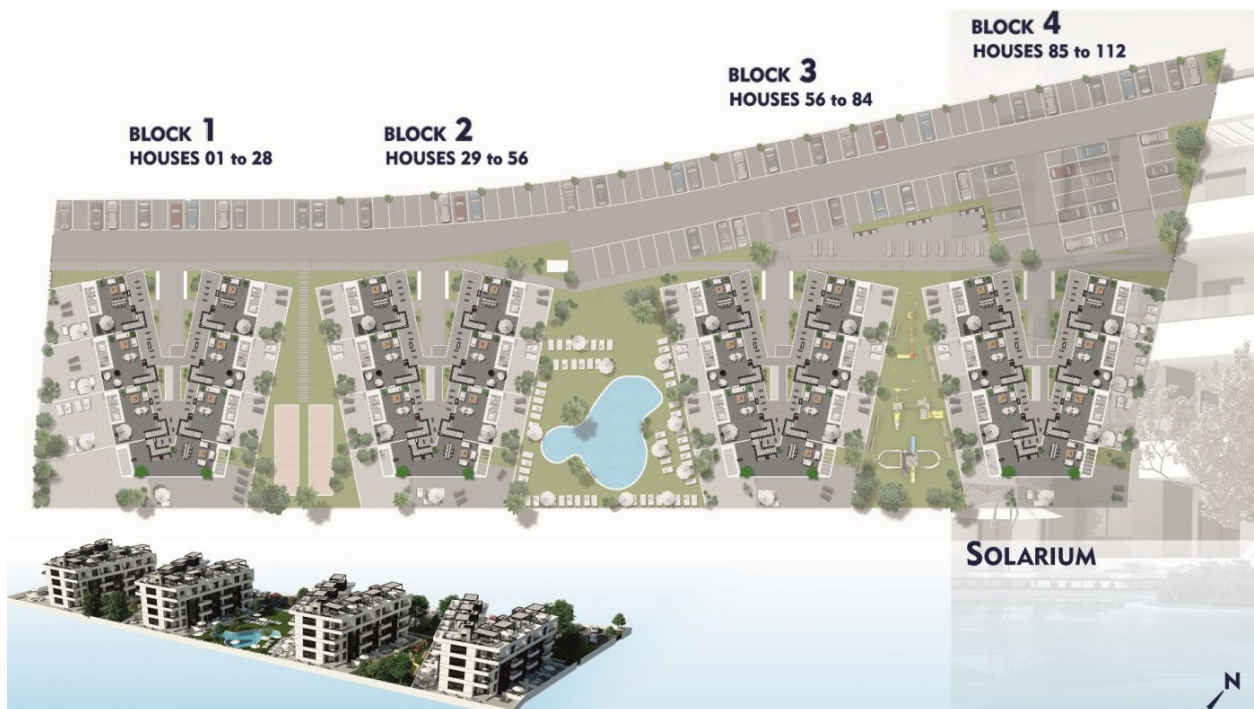 BLOCK 1
HOUSES 01 to 28
BLOCK 2
HOUSES 29 to 56
BLOCK 3
HOUSES 56 to 84
BLOCK 4
HOUSES 85 to 112
SOLARIUM
N